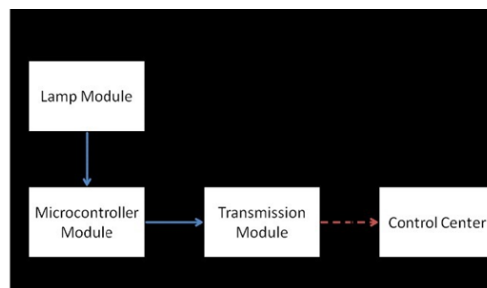 Lamp Module
Microcontroller
Module
Transmission
Module
Control Center